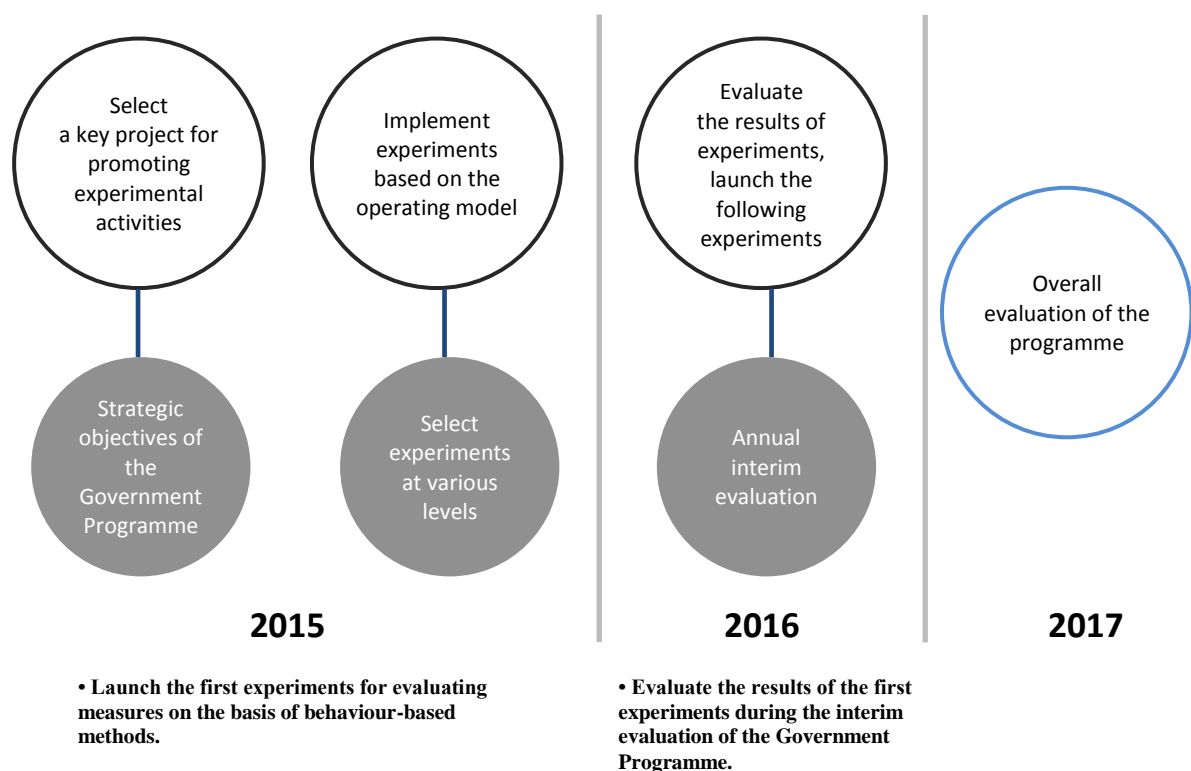 Select
a key project for
promoting
experimental
activities
Implement
experiments
based on the
operating model
Evaluate
the results of
experiments,
launch the
following
experiments
Overall
evaluation of the
programme
Strategic
objectives of
the
Government
Programme
Select
experiments
at various
levels
Annual
interim
evaluation
2015
2016
2017
• Launch the first experiments for evaluating
measures on the basis of behaviour-based
methods.
• Evaluate the results of the first
experiments during the interim
evaluation of the Government
Programme.